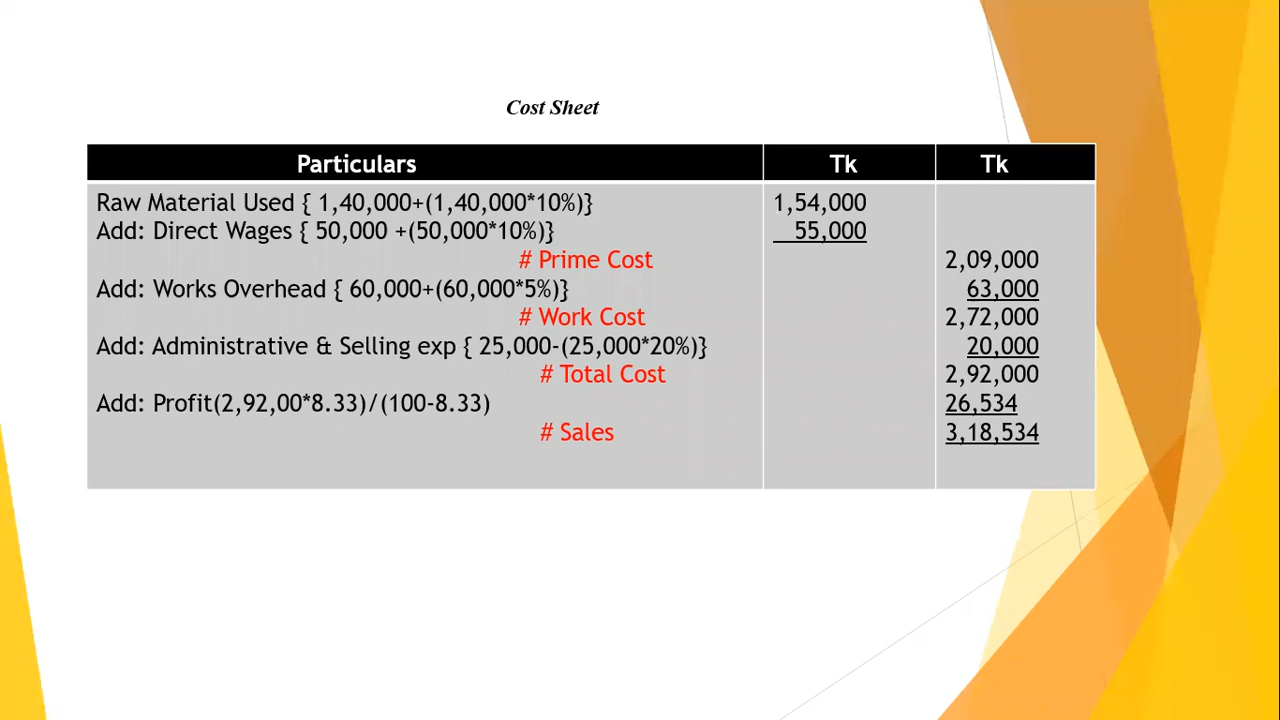 Cost Sheet
Particulars Tk Tk
Raw Material Used { 1,40,000+(1,40,000*10%)} 1,54,000
Add: Direct Wages { 50,000 +(50,000*10%)} 55,000
# Prime Cost 2,09,000
Add: Works Overhead { 60,000+(60,000*5%)} 63,000
# Work Cost 2,72,000
Add: Administrative & Selling exp { 25,000-(25,000*20%)} 20,000
# Total Cost 2,92,000
Add: Profit(2,92,00*8.33)/(100-8.33) 26,534
# Sales 3,18,534